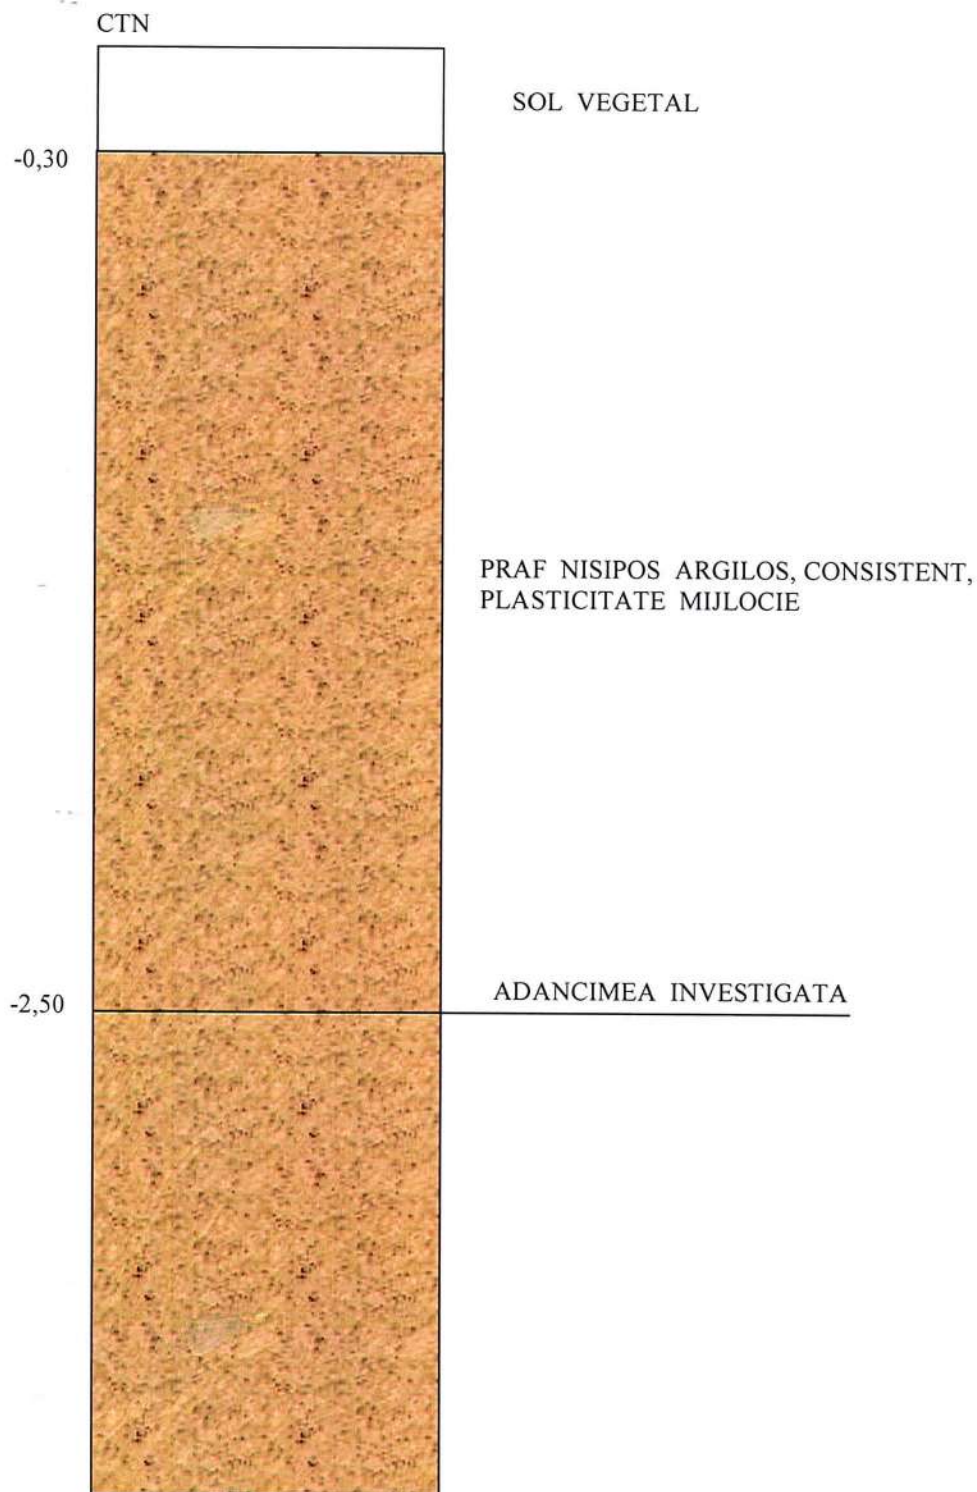 CTN
SOL VEGETAL
-0,30
PRAF NISIPOS ARGILOS, CONSISTENT,
PLASTICITATE MIJLOCIE
ADANCIMEA INVESTIGATA
-2,50